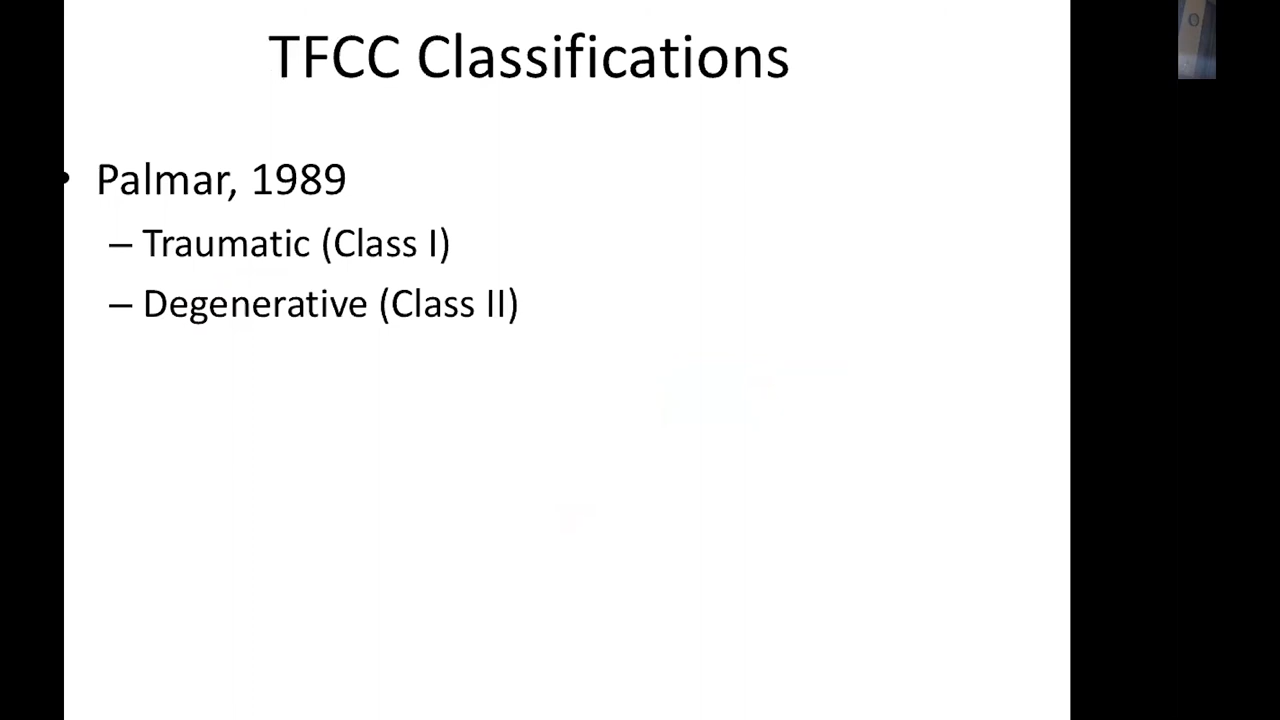 TFCC Classifications
• Palmar, 1989
– Traumatic (Class I)
– Degenerative (Class II)